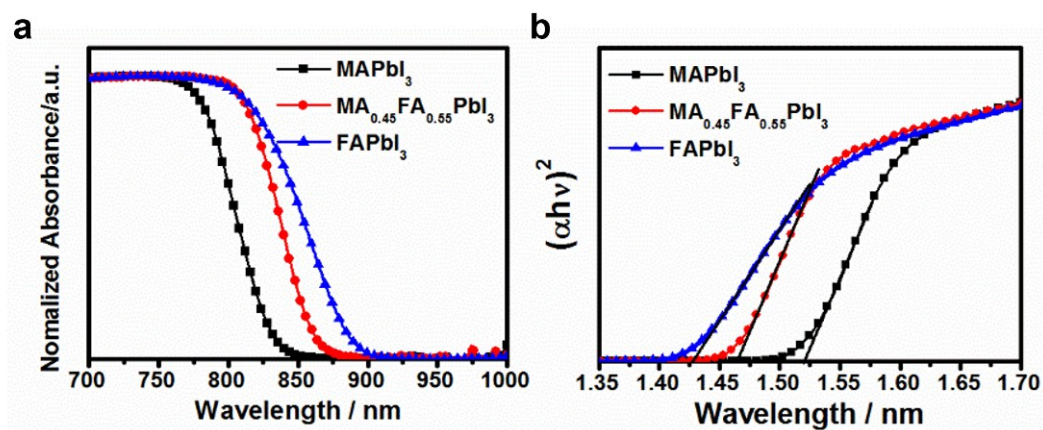 a
Normalized Absorbance/a.u.
MAPbI₃
MA₀.₄₅FA₀.₅₅PbI₃
FAPbI₃
700 750 800 850 900 950 1000
Wavelength / nm
b
(αhν)²
MAPbI₃
MA₀.₄₅FA₀.₅₅PbI₃
FAPbI₃
1.35 1.40 1.45 1.50 1.55 1.60 1.65 1.70
Wavelength / nm